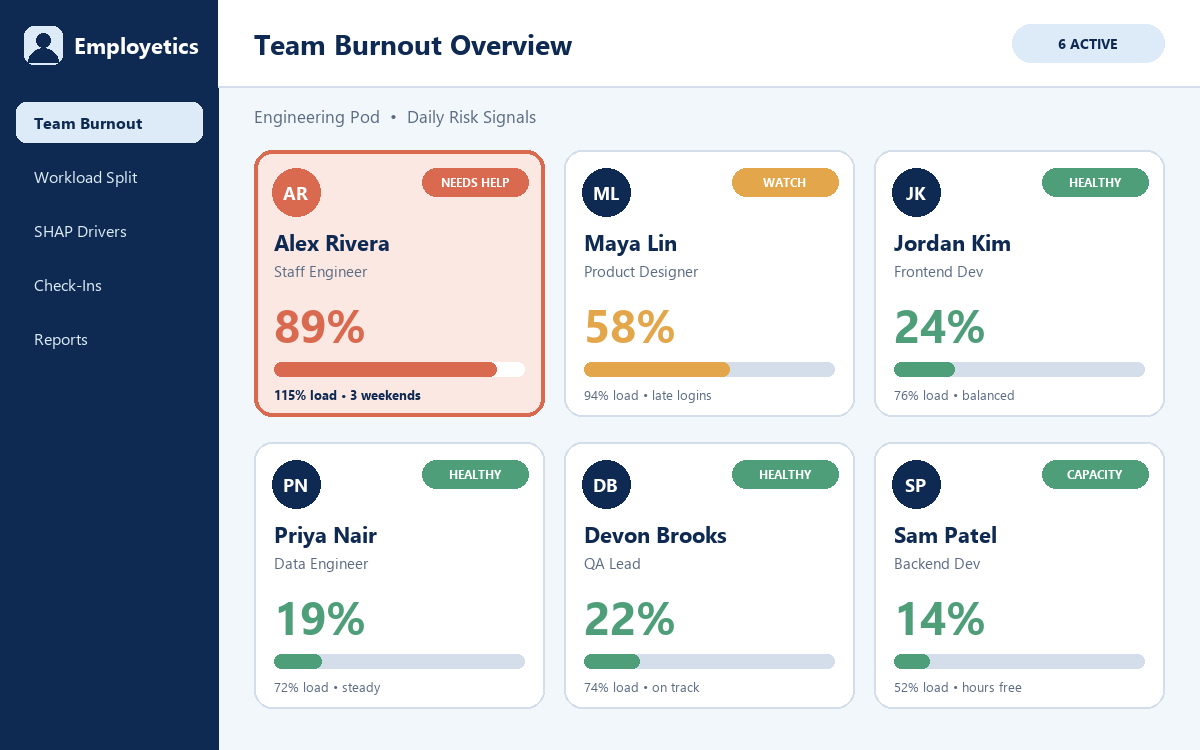 Employetics
Team Burnout
Workload Split
SHAP Drivers
Check-Ins
Reports
Team Burnout Overview
6 ACTIVE
Engineering Pod • Daily Risk Signals
AR
NEEDS HELP
Alex Rivera
Staff Engineer
89%
115% load • 3 weekends
ML
WATCH
Maya Lin
Product Designer
58%
94% load • late logins
JK
HEALTHY
Jordan Kim
Frontend Dev
24%
76% load • balanced
PN
HEALTHY
Priya Nair
Data Engineer
19%
72% load • steady
DB
HEALTHY
Devon Brooks
QA Lead
22%
74% load • on track
SP
CAPACITY
Sam Patel
Backend Dev
14%
52% load • hours free